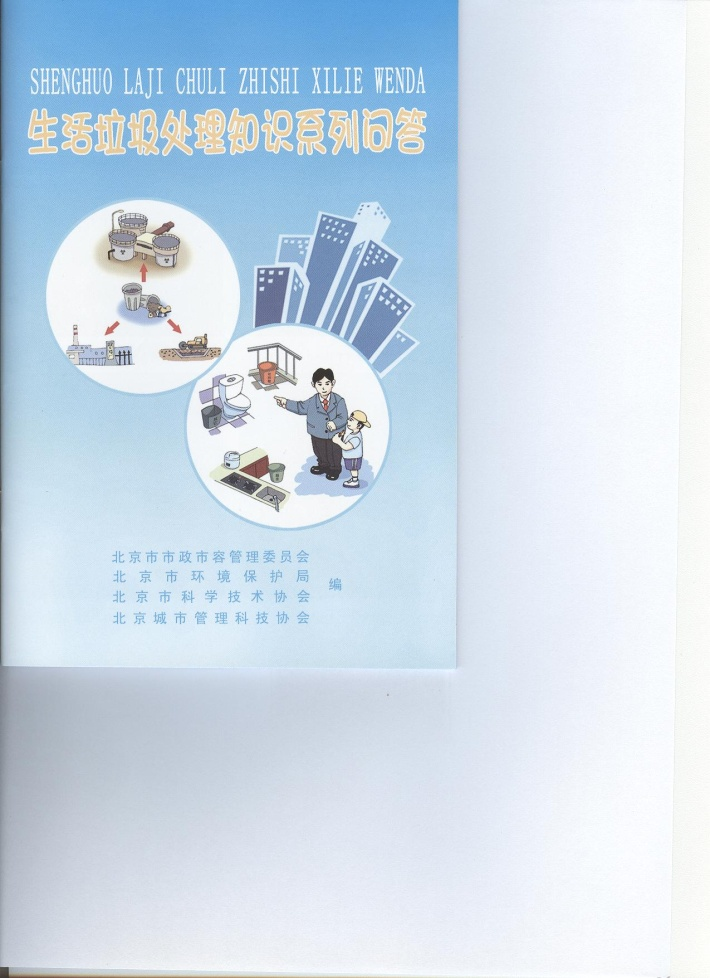 SHENGHUO LAJI CHULI ZHISHI XILIE WENDA
生活垃圾处理知识系列问答
北京市市政市容管理委员会
北京市环境保护局
北京市科学技术协会
北京城市管理科技协会
编